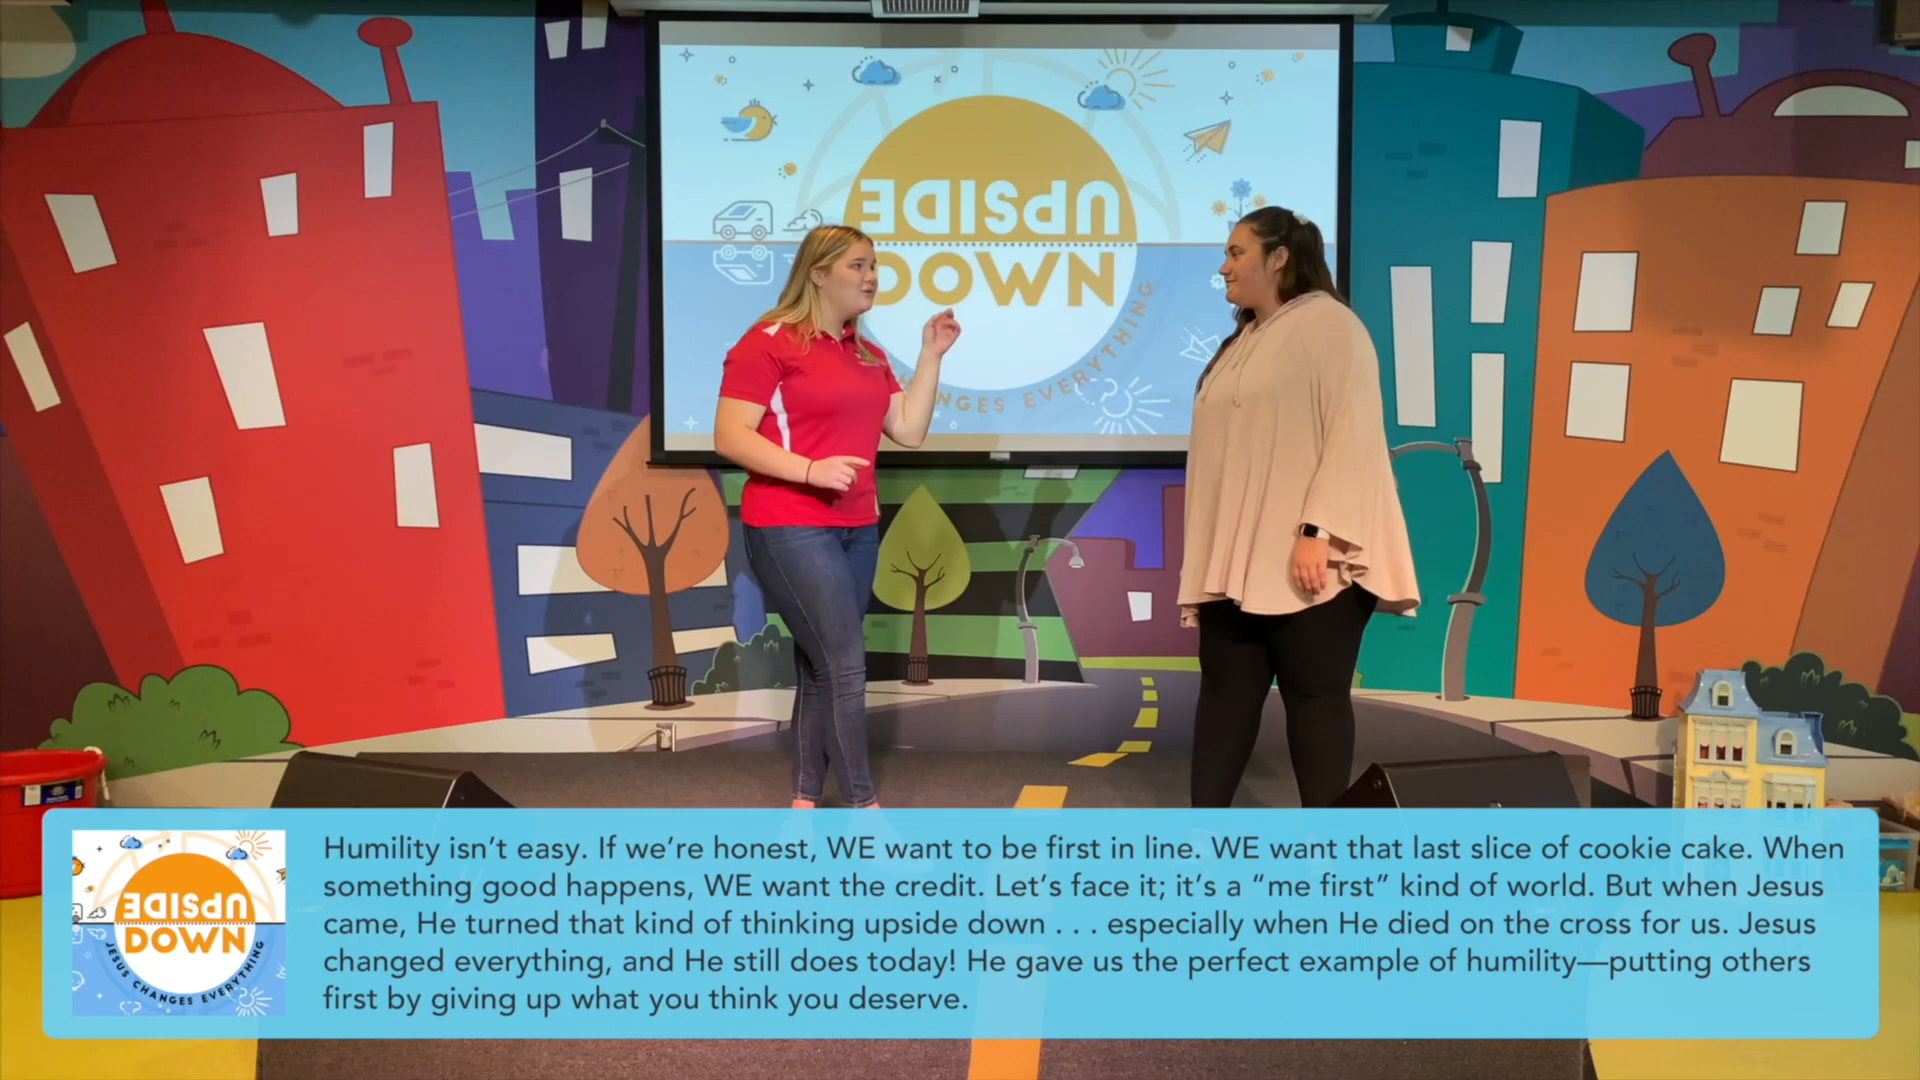 UPSIDE
DOWN
CHANGES EVERYTHING
Humility isn't easy. If we're honest, WE want to be first in line. WE want that last slice of cookie cake. When
something good happens, WE want the credit. Let's face it; it's a “me first” kind of world. But when Jesus
came, He turned that kind of thinking upside down . . . especially when He died on the cross for us. Jesus
changed everything, and He still does today! He gave us the perfect example of humility—putting others
first by giving up what you think you deserve.
UPSIDE
DOWN
JESUS CHANGES EVERYTHING